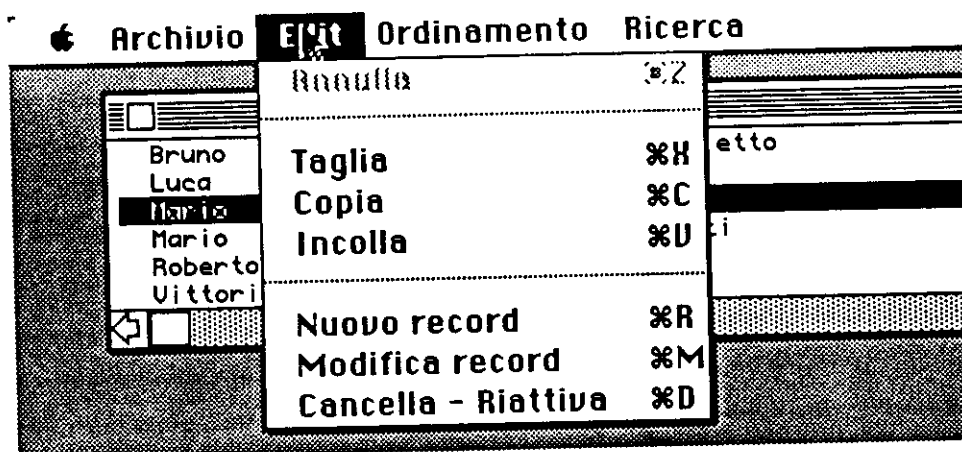 Archivio Edit Ordinamento Ricerca
Annulla ⌘Z
Taglia ⌘X
Copia ⌘C
Incolla ⌘V
Nuovo record ⌘R
Modifica record ⌘M
Cancella - Riattiva ⌘D
Bruno etto
Luca
Mario
Mario ti
Roberto
Vittori